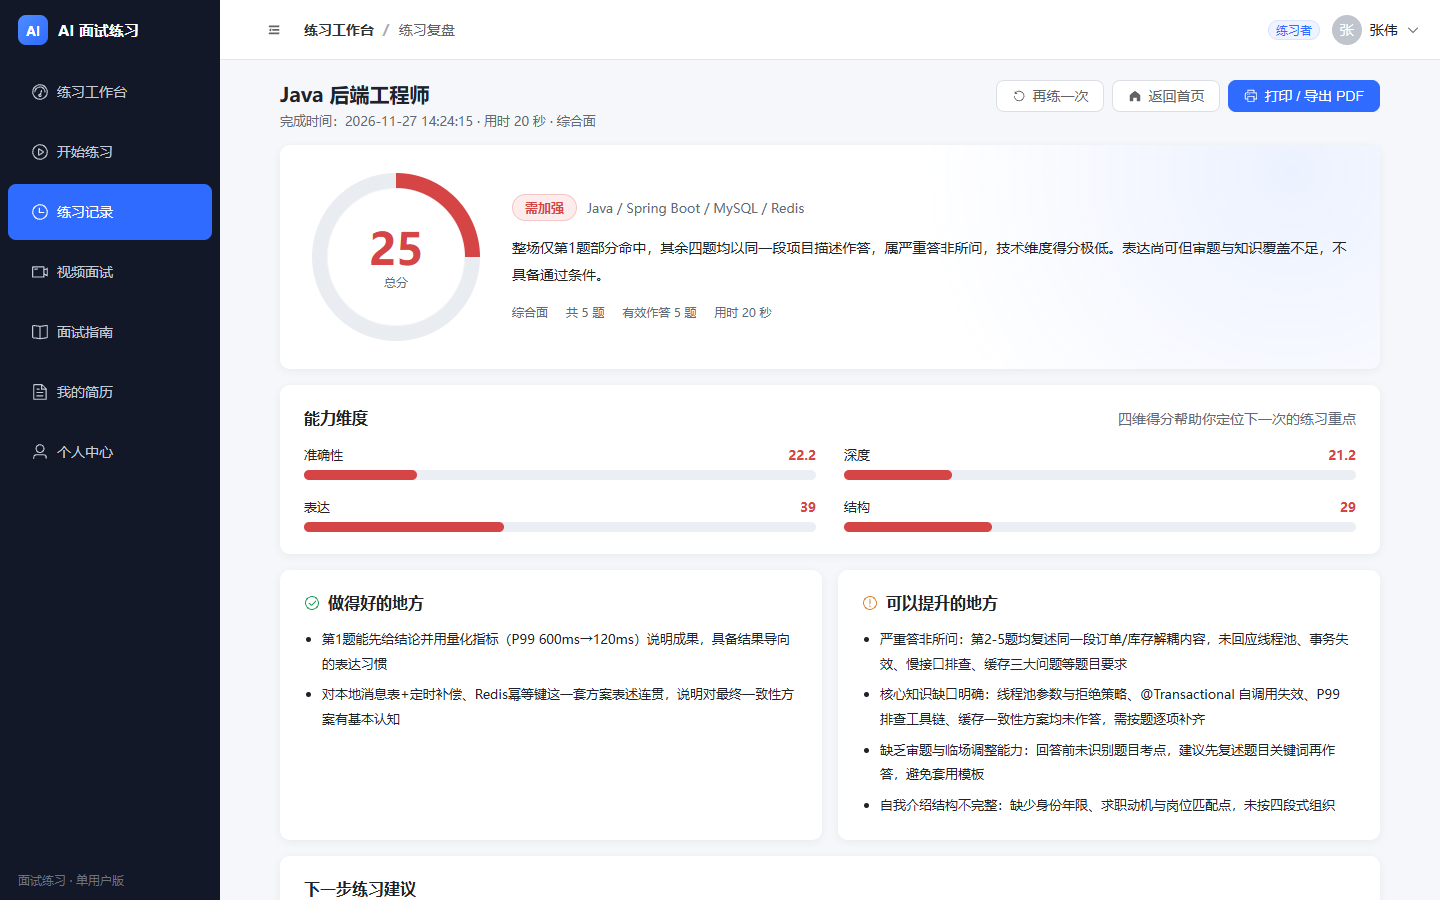 AI AI 面试练习
练习工作台
开始练习
练习记录
视频面试
面试指南
我的简历
个人中心
面试练习 · 单用户版
练习工作台 / 练习复盘
练习者 张 张伟
Java 后端工程师
完成时间：2026-11-27 14:24:15 · 用时 20 秒 · 综合面
再练一次
返回首页
打印 / 导出 PDF
25
总分
需加强 Java / Spring Boot / MySQL / Redis
整场仅第1题部分命中，其余四题均以同一段项目描述作答，属严重答非所问，技术维度得分极低。表达尚可但审题与知识覆盖不足，不
具备通过条件。
综合面 共 5 题 有效作答 5 题 用时 20 秒
能力维度
四维得分帮助你定位下一次的练习重点
准确性 22.2
深度 21.2
表达 39
结构 29
做得好的地方
第1题能先给结论并用量化指标（P99 600ms→120ms）说明成果，具备结果导向
的表达习惯
对本地消息表+定时补偿、Redis幂等键这一套方案表述连贯，说明对最终一致性方
案有基本认知
可以提升的地方
严重答非所问：第2-5题均复述同一段订单/库存解耦内容，未回应线程池、事务失
效、慢接口排查、缓存三大问题等题目要求
核心知识缺口明确：线程池参数与拒绝策略、@Transactional 自调用失效、P99
排查工具链、缓存一致性方案均未作答，需按题逐项补齐
缺乏审题与临场调整能力：回答前未识别题目考点，建议先复述题目关键词再作
答，避免套用模板
自我介绍结构不完整：缺少身份年限、求职动机与岗位匹配点，未按四段式组织
下一步练习建议